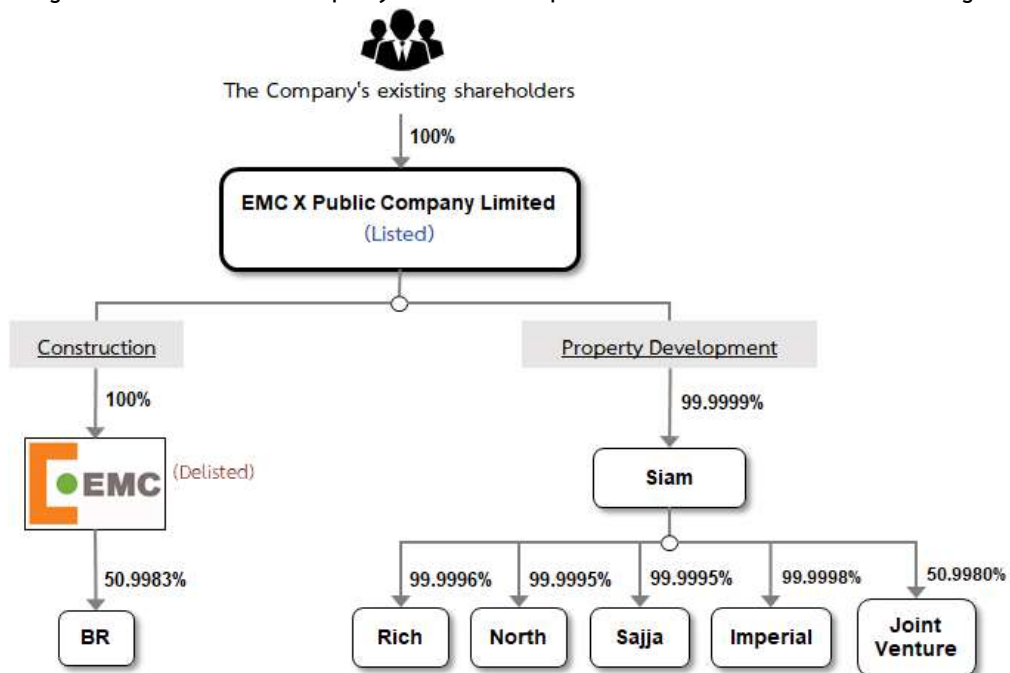 The Company's existing shareholders
100%
EMC X Public Company Limited
(Listed)
Construction
Property Development
100%
99.9999%
EMC
(Delisted)
Siam
50.9983%
99.9996%
99.9995%
99.9995%
99.9998%
50.9980%
BR
Rich
North
Sajja
Imperial
Joint
Venture